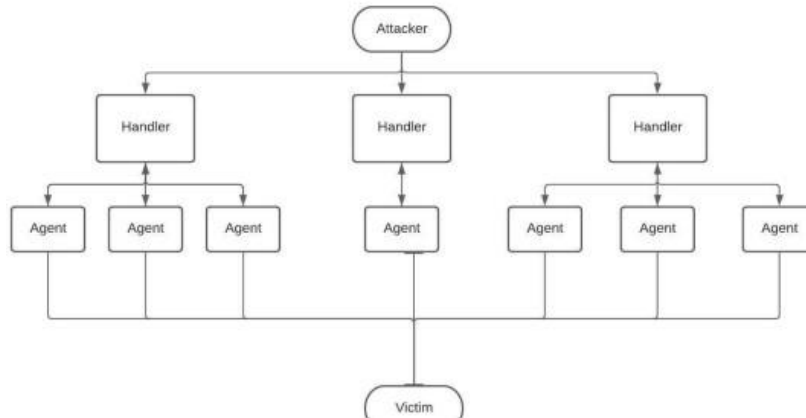 Attacker
Handler Handler Handler
Agent Agent Agent Agent Agent Agent Agent
Victim